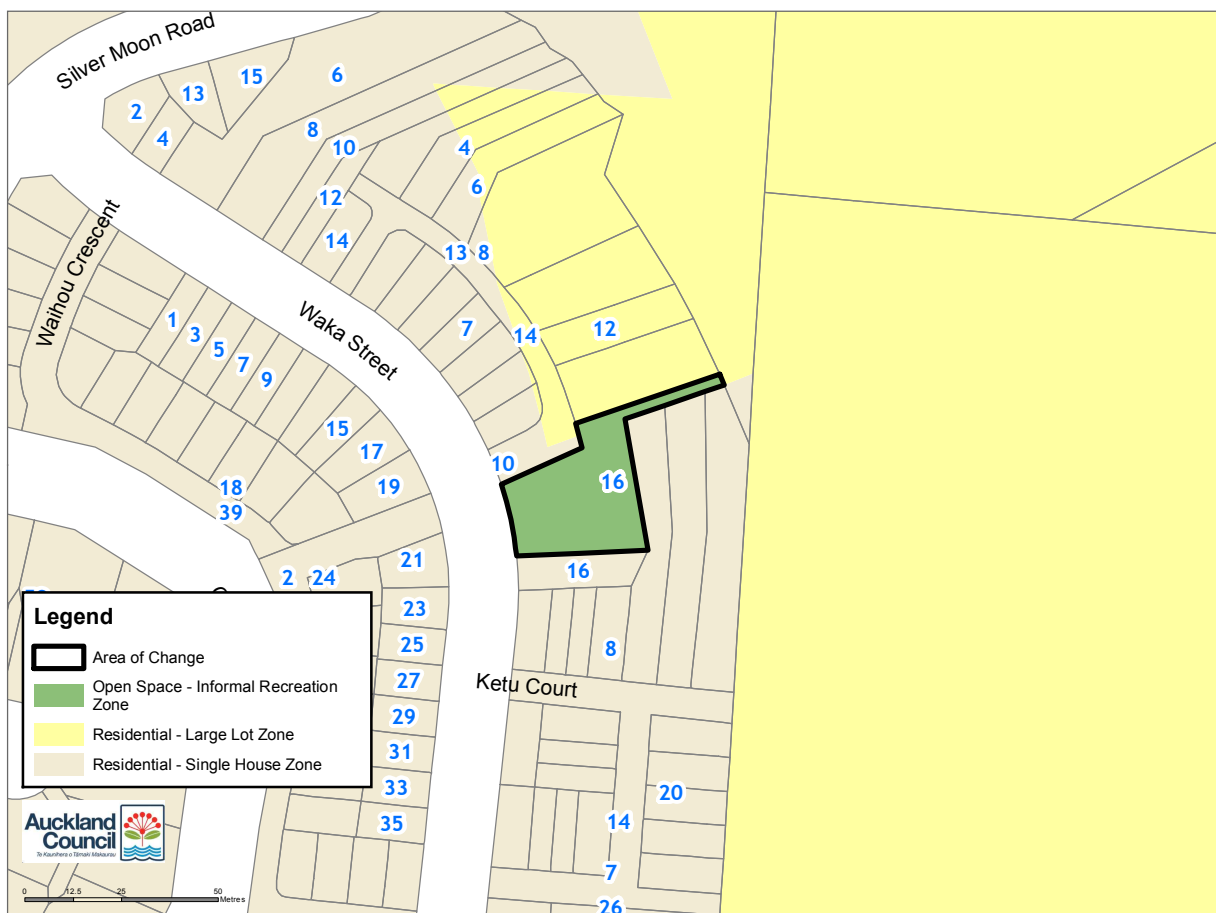 Silver Moon Road
15
6
13
2
4
8
10
4
6
12
14
13
8
Waihou Crescent
Waka Street
1
3
5
7
9
7
14
12
15
17
19
10
16
18
39
21
2
24
16
23
25
8
27
Ketu Court
29
31
33
35
20
14
7
26
Legend
Area of Change
Open Space - Informal Recreation
Zone
Residential - Large Lot Zone
Residential - Single House Zone
Auckland
Council
Te Kaunihera o Tāmaki Makaurau
0 12.5 25 50
Metres